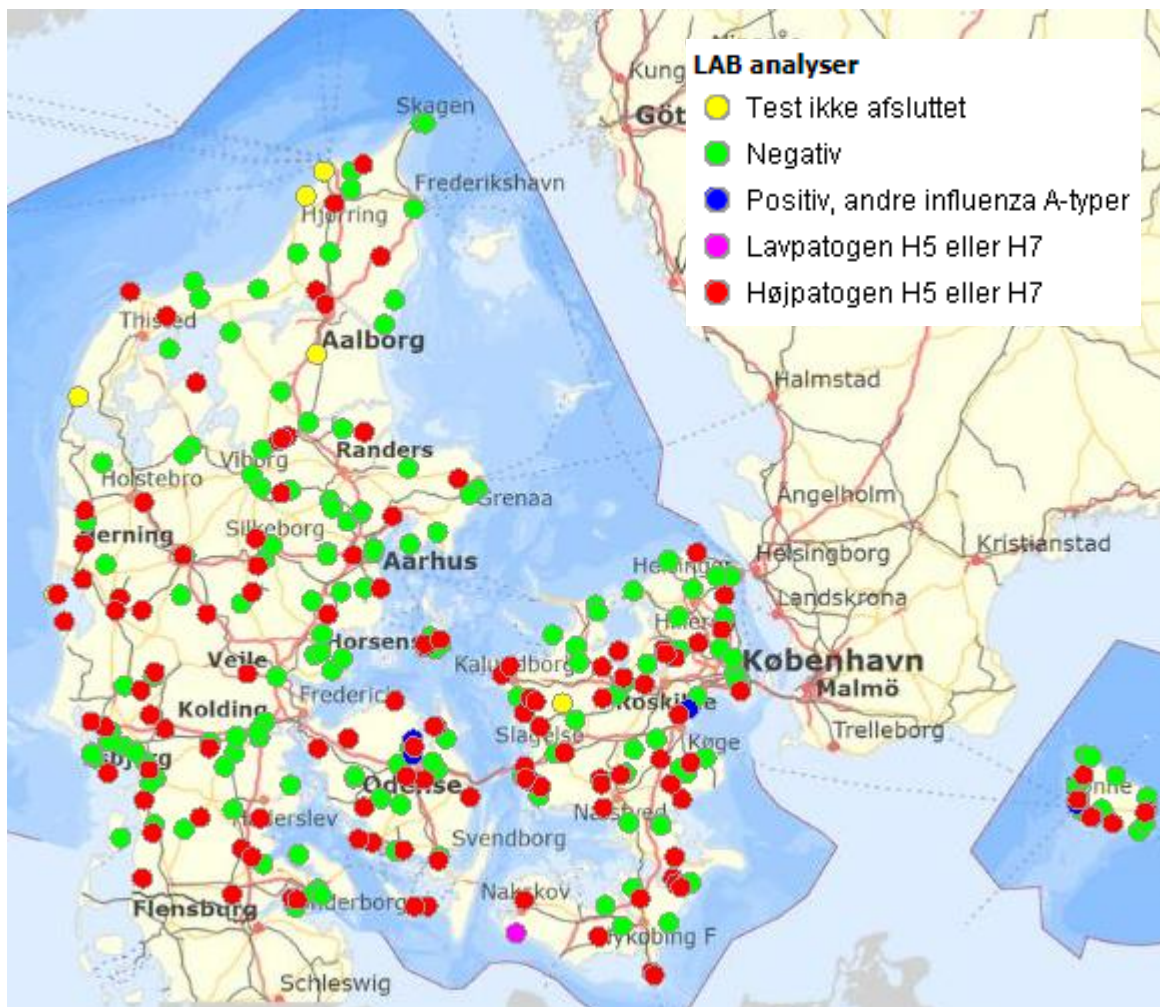 LAB analyser
Test ikke afsluttet
Negativ
Positiv, andre influenza A-typer
Lavpatogen H5 eller H7
Højpatogen H5 eller H7
Kung
Göt
Skagen
Frederikshavn
Hjørring
Thisted
Aalborg
Halmstad
Randers
Viborg
Holstebro
Grenaa
Ängelholm
Silkeborg
Aarhus
Helsingborg
Kristianstad
Landskrona
Horsens
Kalundborg
København
Vejle
Malmö
Kolding
Roskilde
Trelleborg
Slagelse
Køge
Odense
Svendborg
Nakskov
Flensburg
Nykøbing F
Schleswig